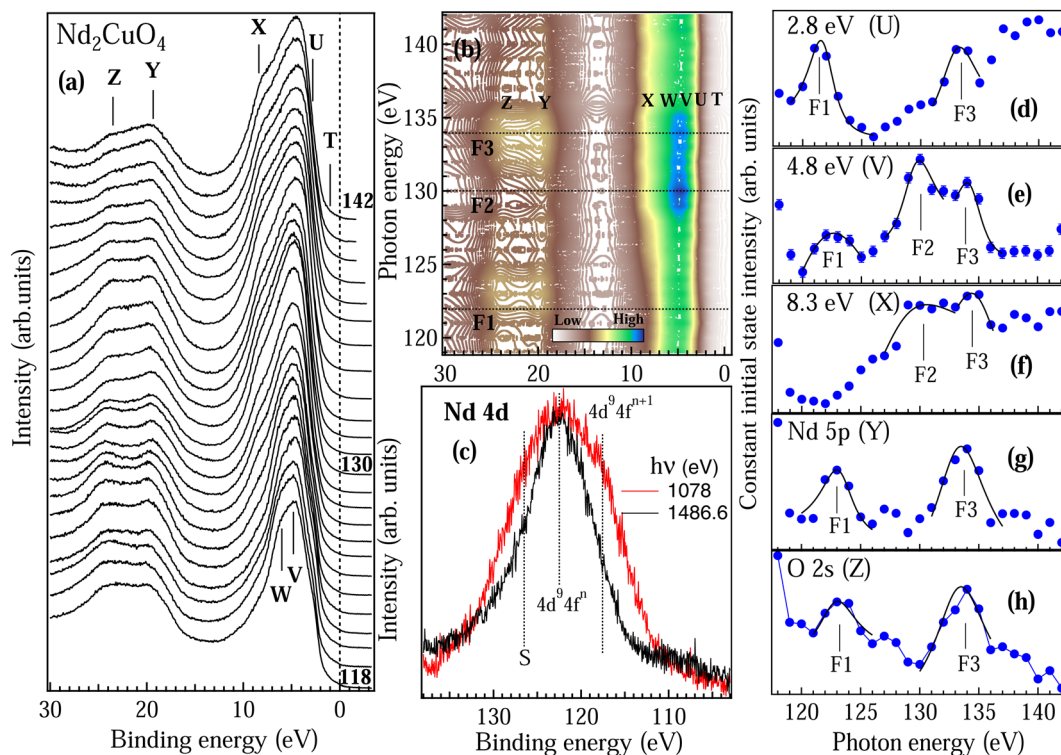 Nd₂CuO₄
(a)
X
U
Z
Y
T
142
130
W
V
118
Intensity (arb.units)
30
20
10
0
Binding energy (eV)
(b)
Z
Y
X W V U T
F3
F2
F1
Low High
Photon energy (eV)
140
135
130
125
120
30
20
10
0
Nd 4d
(c)
4d⁹4fⁿ⁺¹
hν (eV)
1078
1486.6
4d⁹4fⁿ
S
Intensity (arb. units)
130
120
110
Binding energy (eV)
Constant initial state intensity (arb. units)
2.8 eV (U)
F1
F3
(d)
4.8 eV (V)
(e)
F1
F2
F3
8.3 eV (X)
F2
F3
(f)
Nd 5p (Y)
(g)
F1
F3
O 2s (Z)
(h)
F1
F3
120
125
130
135
140
Photon energy (eV)